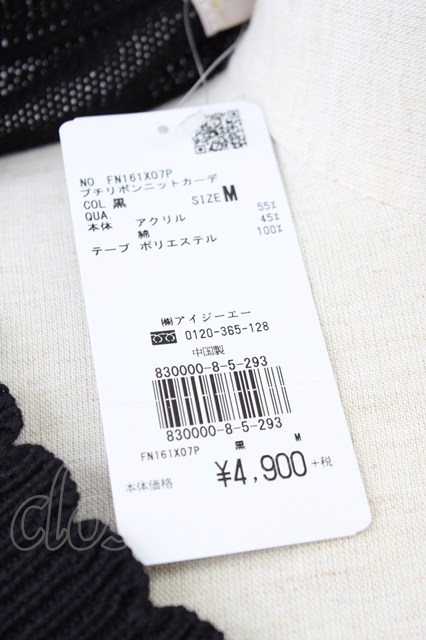 NO FN161X07P
プチリボンニットカーデ
COL 黒 SIZE M
QUA.
本体 アクリル 55%
綿 45%
テープ ポリエステル 100%
㈱アイジーエー
0120-365-128
中国製
830000-8-5-293
830000-8-5-293
FN161X07P 黒 M
本体価格 ¥4,900+税
clos